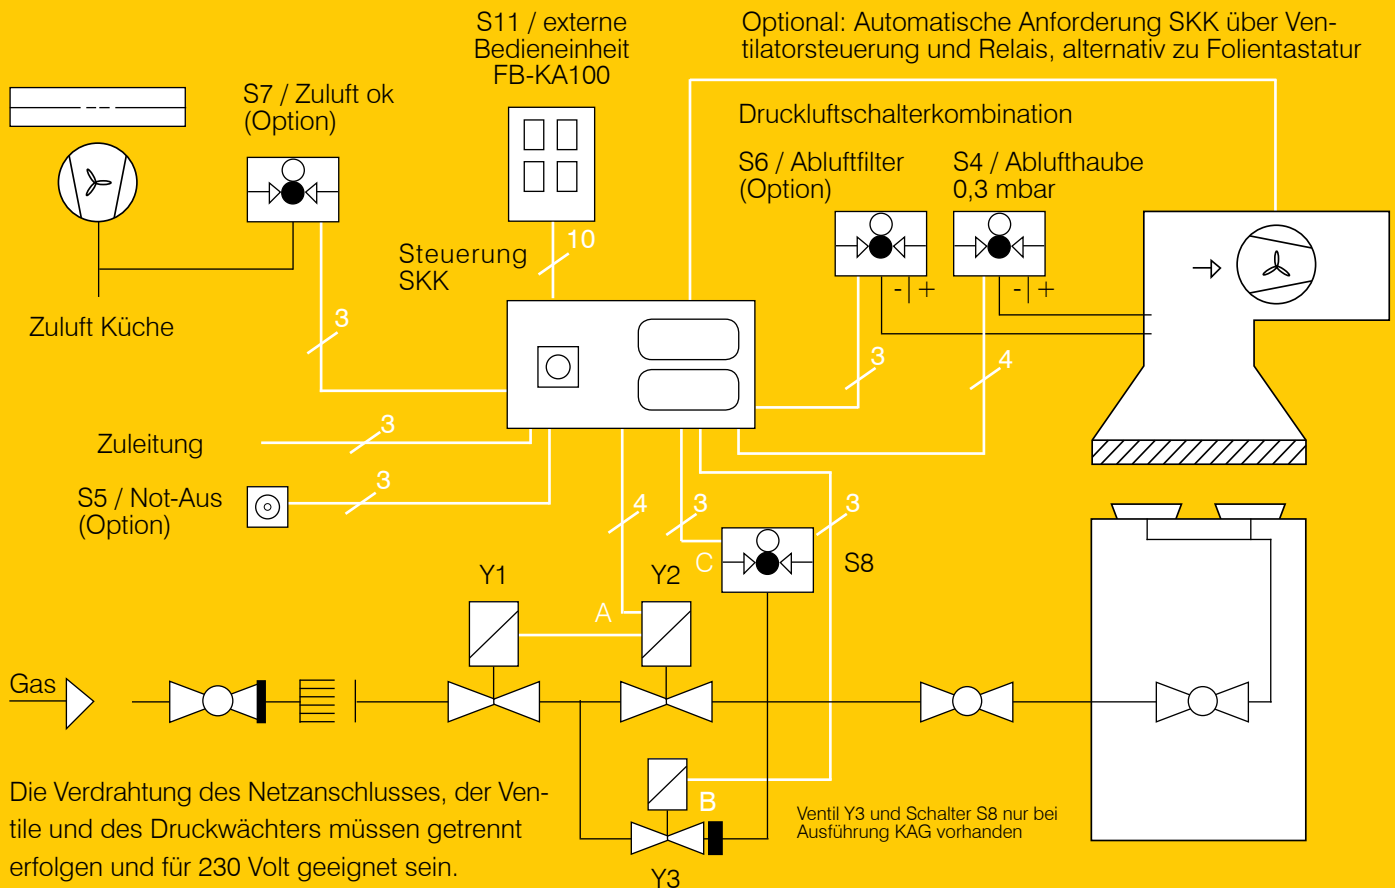 S11 / externe
Bedieneinheit
FB-KA100
Optional: Automatische Anforderung SKK über Ven-
tilatorsteuerung und Relais, alternativ zu Folientastatur
S7 / Zuluft ok
(Option)
Druckluftschalterkombination
S6 / Abluftfilter
(Option)
S4 / Ablufthaube
0,3 mbar
Steuerung
SKK
10
- | +
- | +
Zuluft Küche
3
3
4
Zuleitung
3
S5 / Not-Aus
(Option)
3
4
3
3
C
S8
Y1
Y2
A
Gas
B
Y3
Ventil Y3 und Schalter S8 nur bei
Ausführung KAG vorhanden
Die Verdrahtung des Netzanschlusses, der Ven-
tile und des Druckwächters müssen getrennt
erfolgen und für 230 Volt geeignet sein.